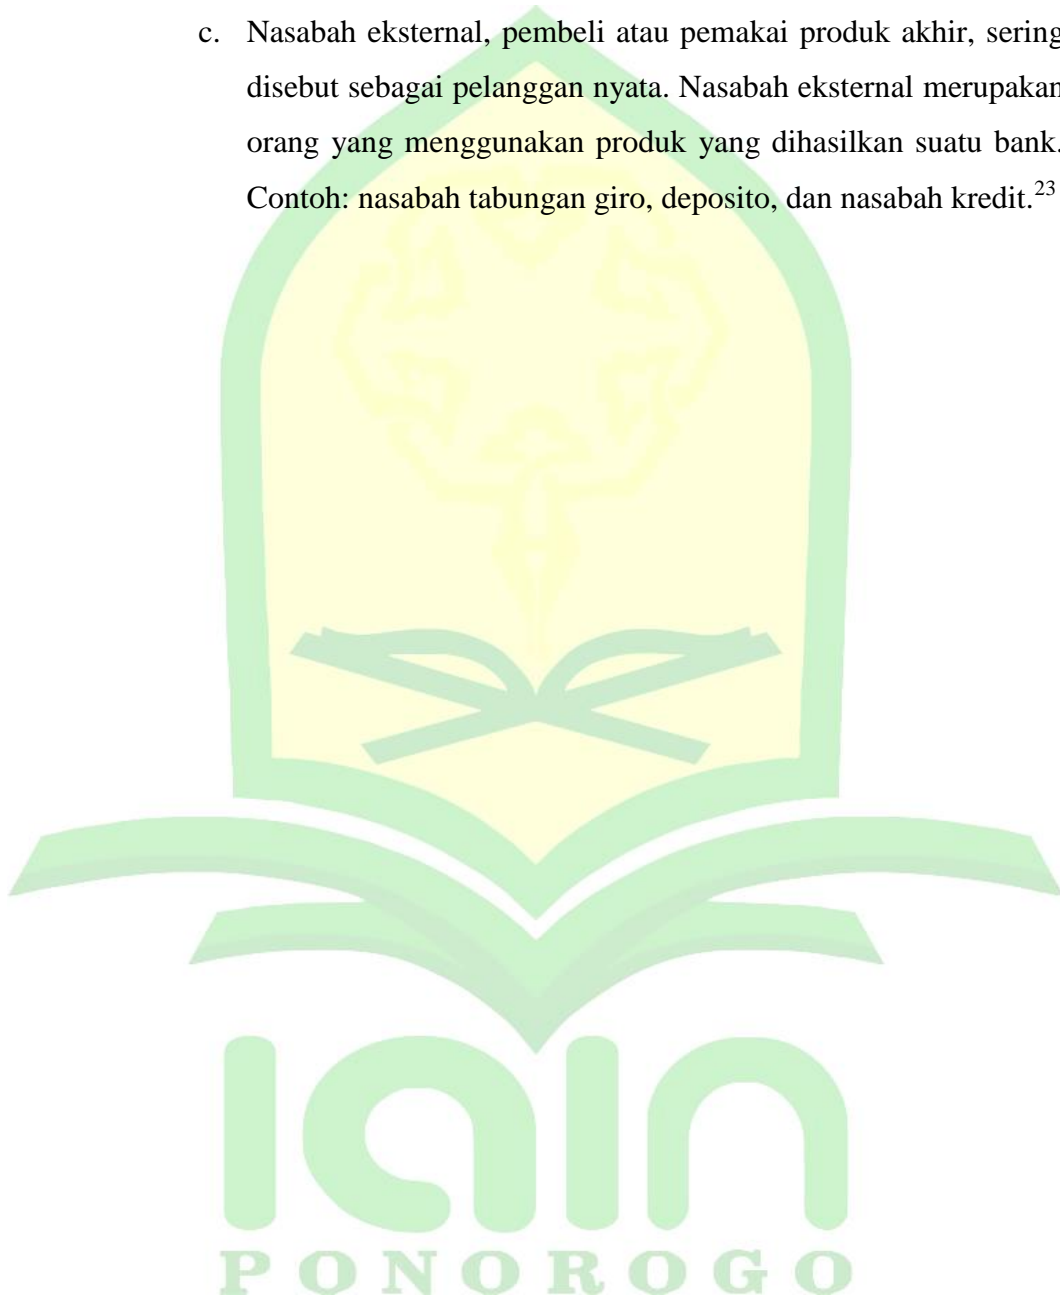 c. Nasabah eksternal, pembeli atau pemakai produk akhir, sering
disebut sebagai pelanggan nyata. Nasabah eksternal merupakan
orang yang menggunakan produk yang dihasilkan suatu bank.
Contoh: nasabah tabungan giro, deposito, dan nasabah kredit.23
iain
PONOROGO